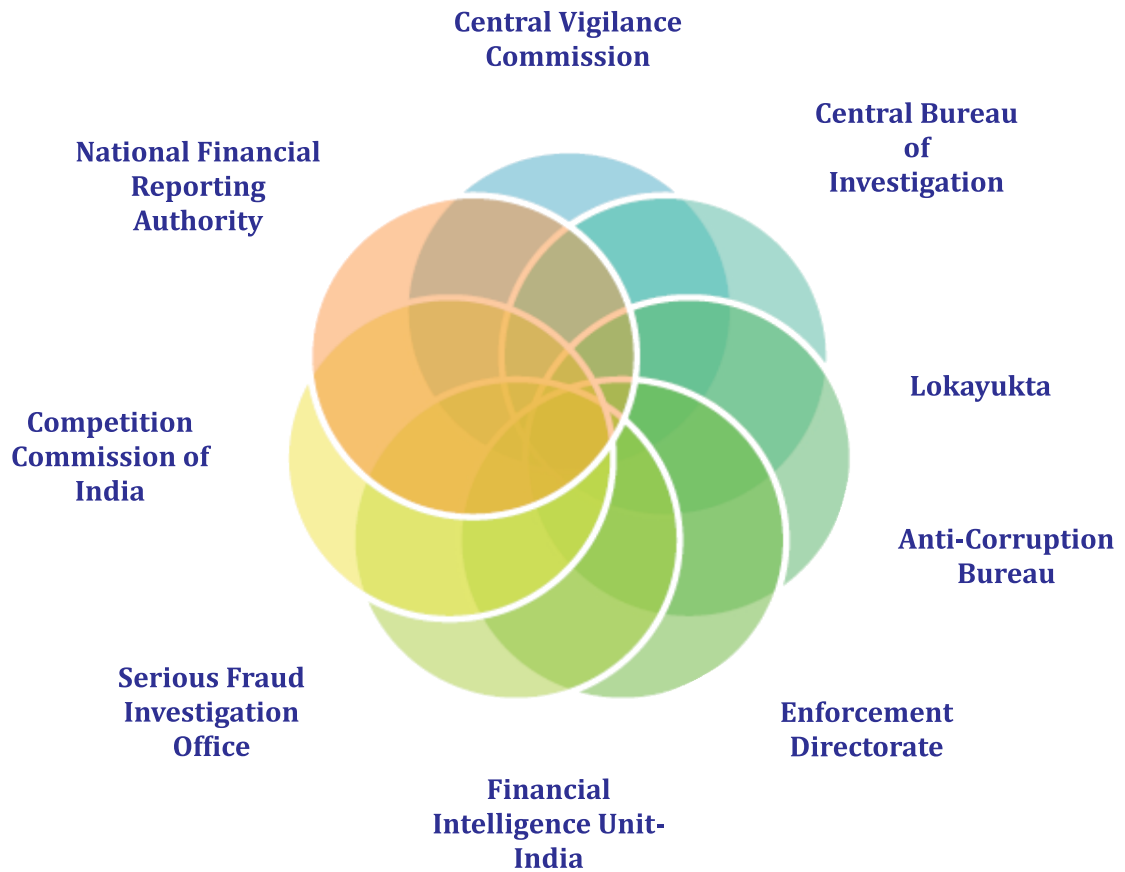 Central Vigilance
Commission
Central Bureau
of
Investigation
Lokayukta
Anti-Corruption
Bureau
Enforcement
Directorate
Financial
Intelligence Unit-
India
Serious Fraud
Investigation
Office
Competition
Commission of
India
National Financial
Reporting
Authority